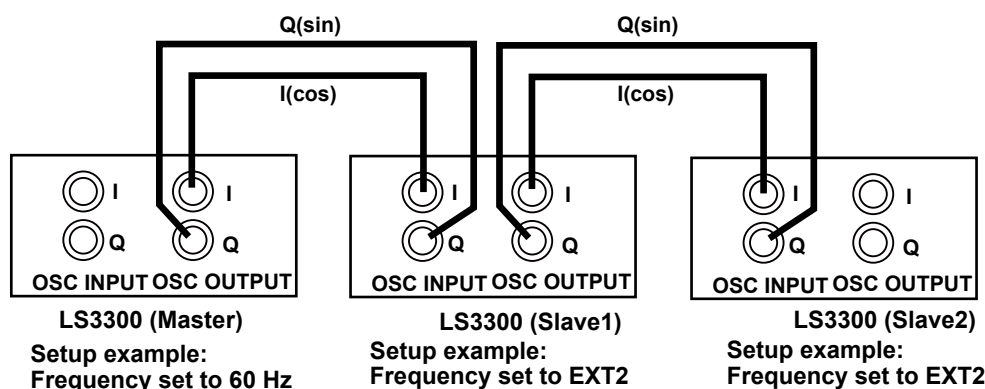 Q(sin) Q(sin)
I(cos) I(cos)
I I I I I I
Q Q Q Q Q Q
OSC INPUT OSC OUTPUT OSC INPUT OSC OUTPUT OSC INPUT OSC OUTPUT
LS3300 (Master) LS3300 (Slave1) LS3300 (Slave2)
Setup example: Setup example: Setup example:
Frequency set to 60 Hz Frequency set to EXT2 Frequency set to EXT2